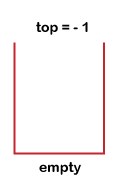 top = - 1
empty